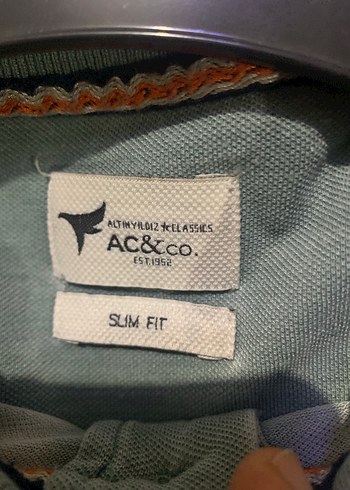 ALTINYILDIZ★CLASSICS
AC&CO.
EST.1952
SLIM FIT